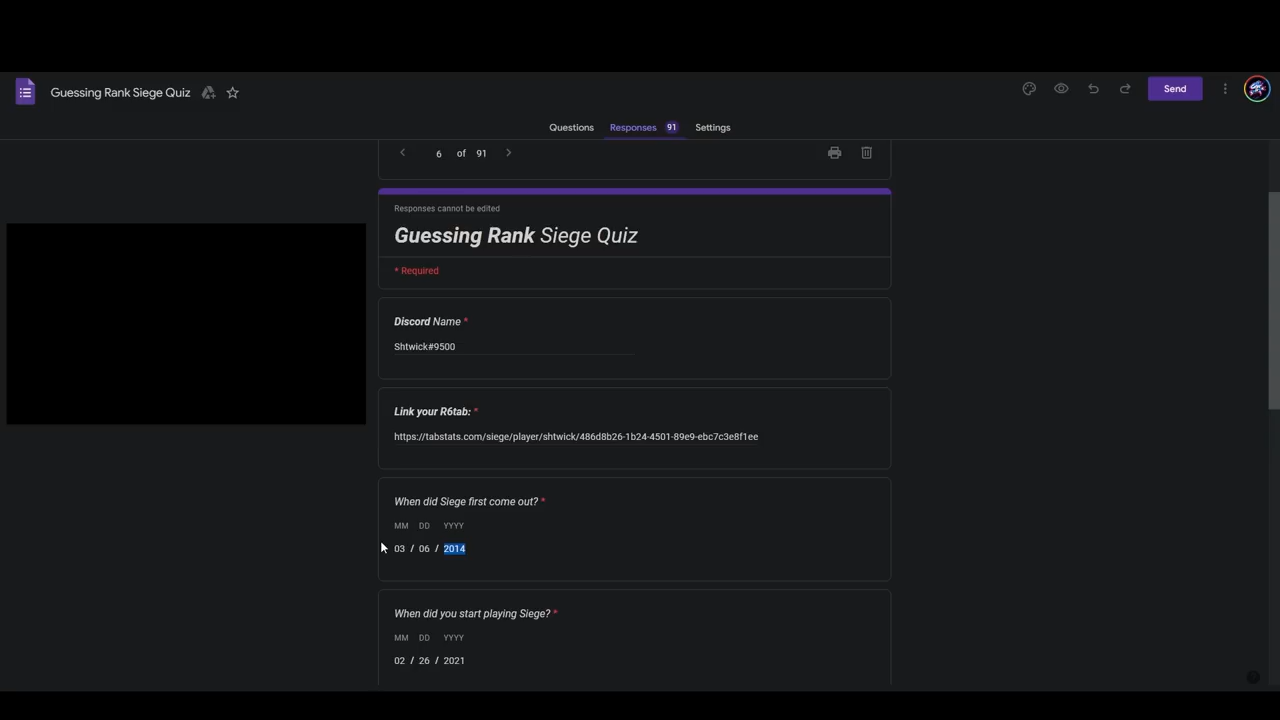 Guessing Rank Siege Quiz
Send
Questions Responses 91 Settings
6 of 91
Responses cannot be edited
Guessing Rank Siege Quiz
* Required
Discord Name *
Shtwick#9500
Link your R6tab: *
https://tabstats.com/siege/player/shtwick/486d8b26-1b24-4501-89e9-ebc7c3e8f1ee
When did Siege first come out? *
MM DD YYYY
03 / 06 / 2014
When did you start playing Siege? *
MM DD YYYY
02 / 26 / 2021